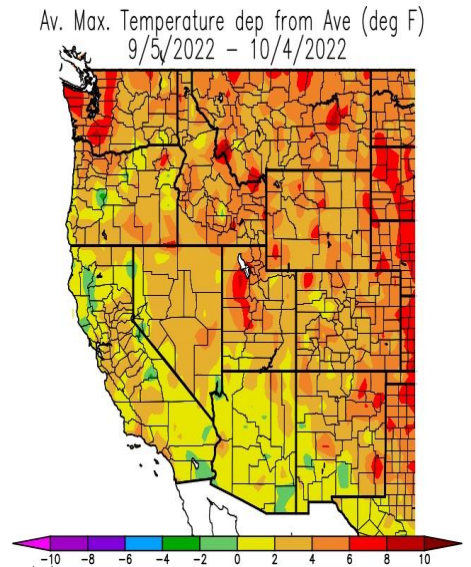 Av. Max. Temperature dep from Ave (deg F)
9/5/2022 – 10/4/2022
-10 -8 -6 -4 -2 0 2 4 6 8 10